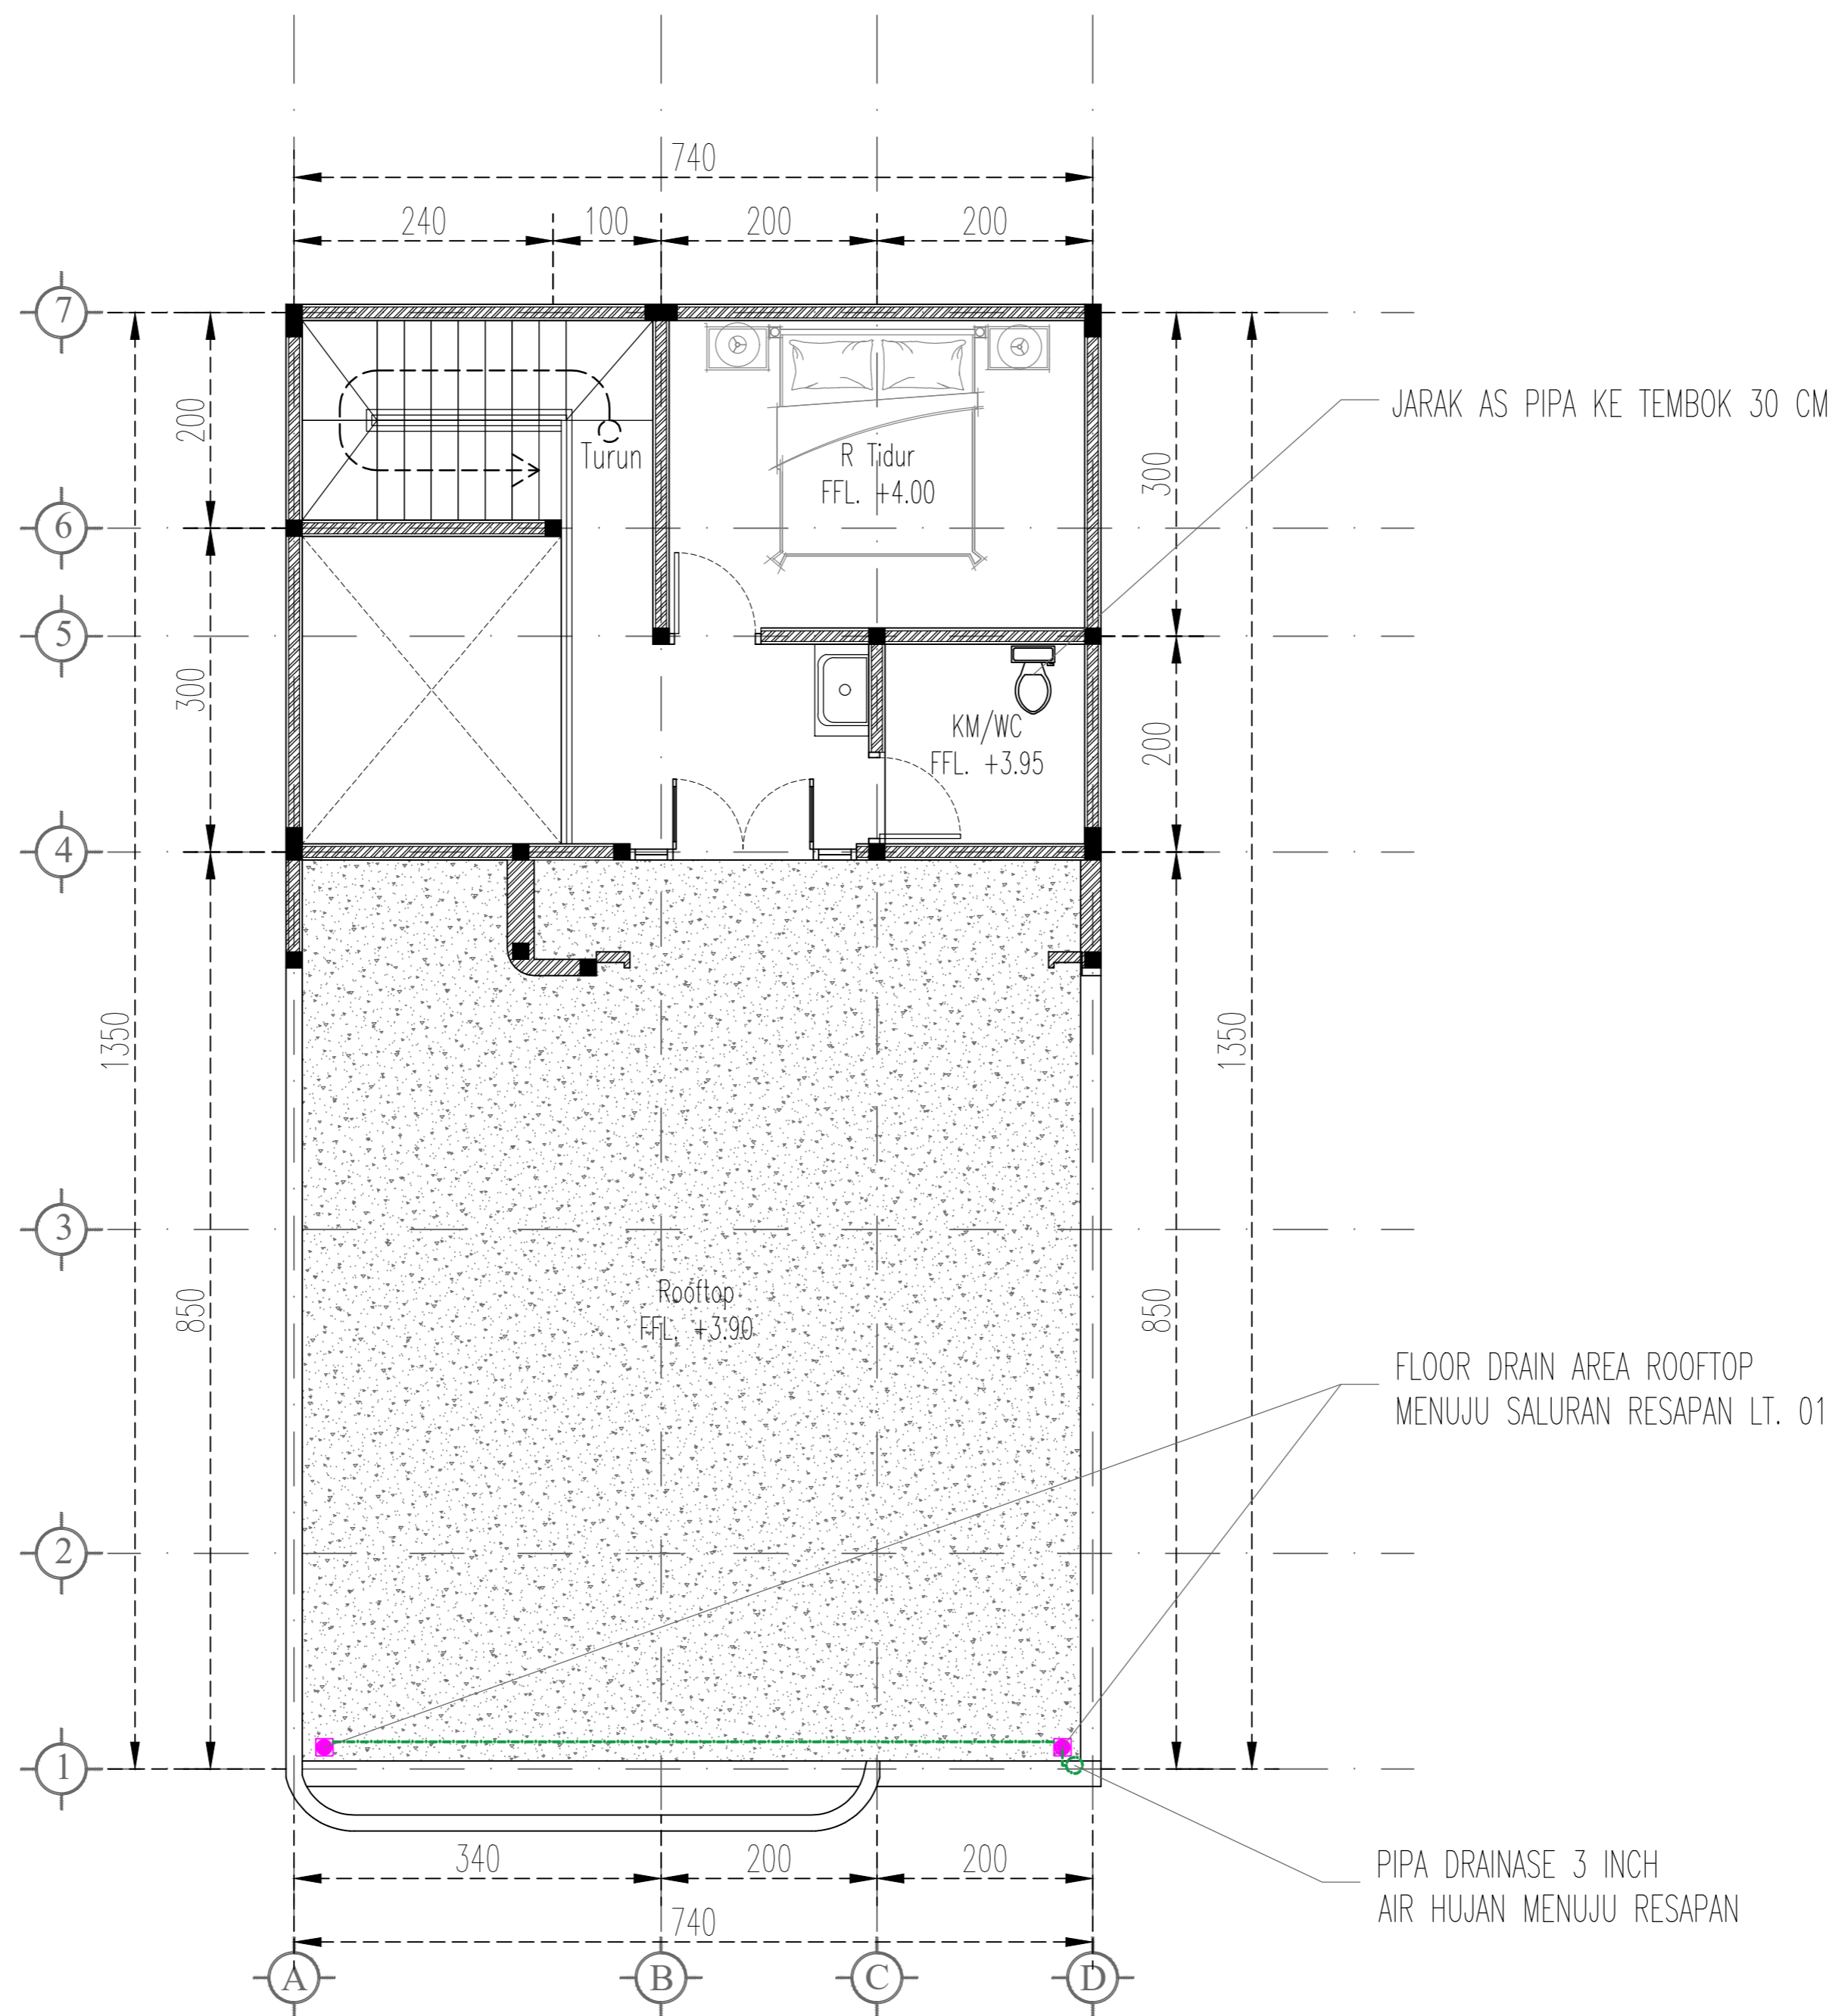 740
240
100
200
200
7
200
JARAK AS PIPA KE TEMBOK 30 CM
Turun
R Tidur
FFL. +4.00
300
6
5
300
KM/WC
FFL. +3.95
200
4
1350
1350
3
Rooftop
FFL. +3.90
850
850
FLOOR DRAIN AREA ROOFTOP
MENUJU SALURAN RESAPAN LT. 01
2
1
340
200
200
PIPA DRAINASE 3 INCH
AIR HUJAN MENUJU RESAPAN
740
A
B
C
D